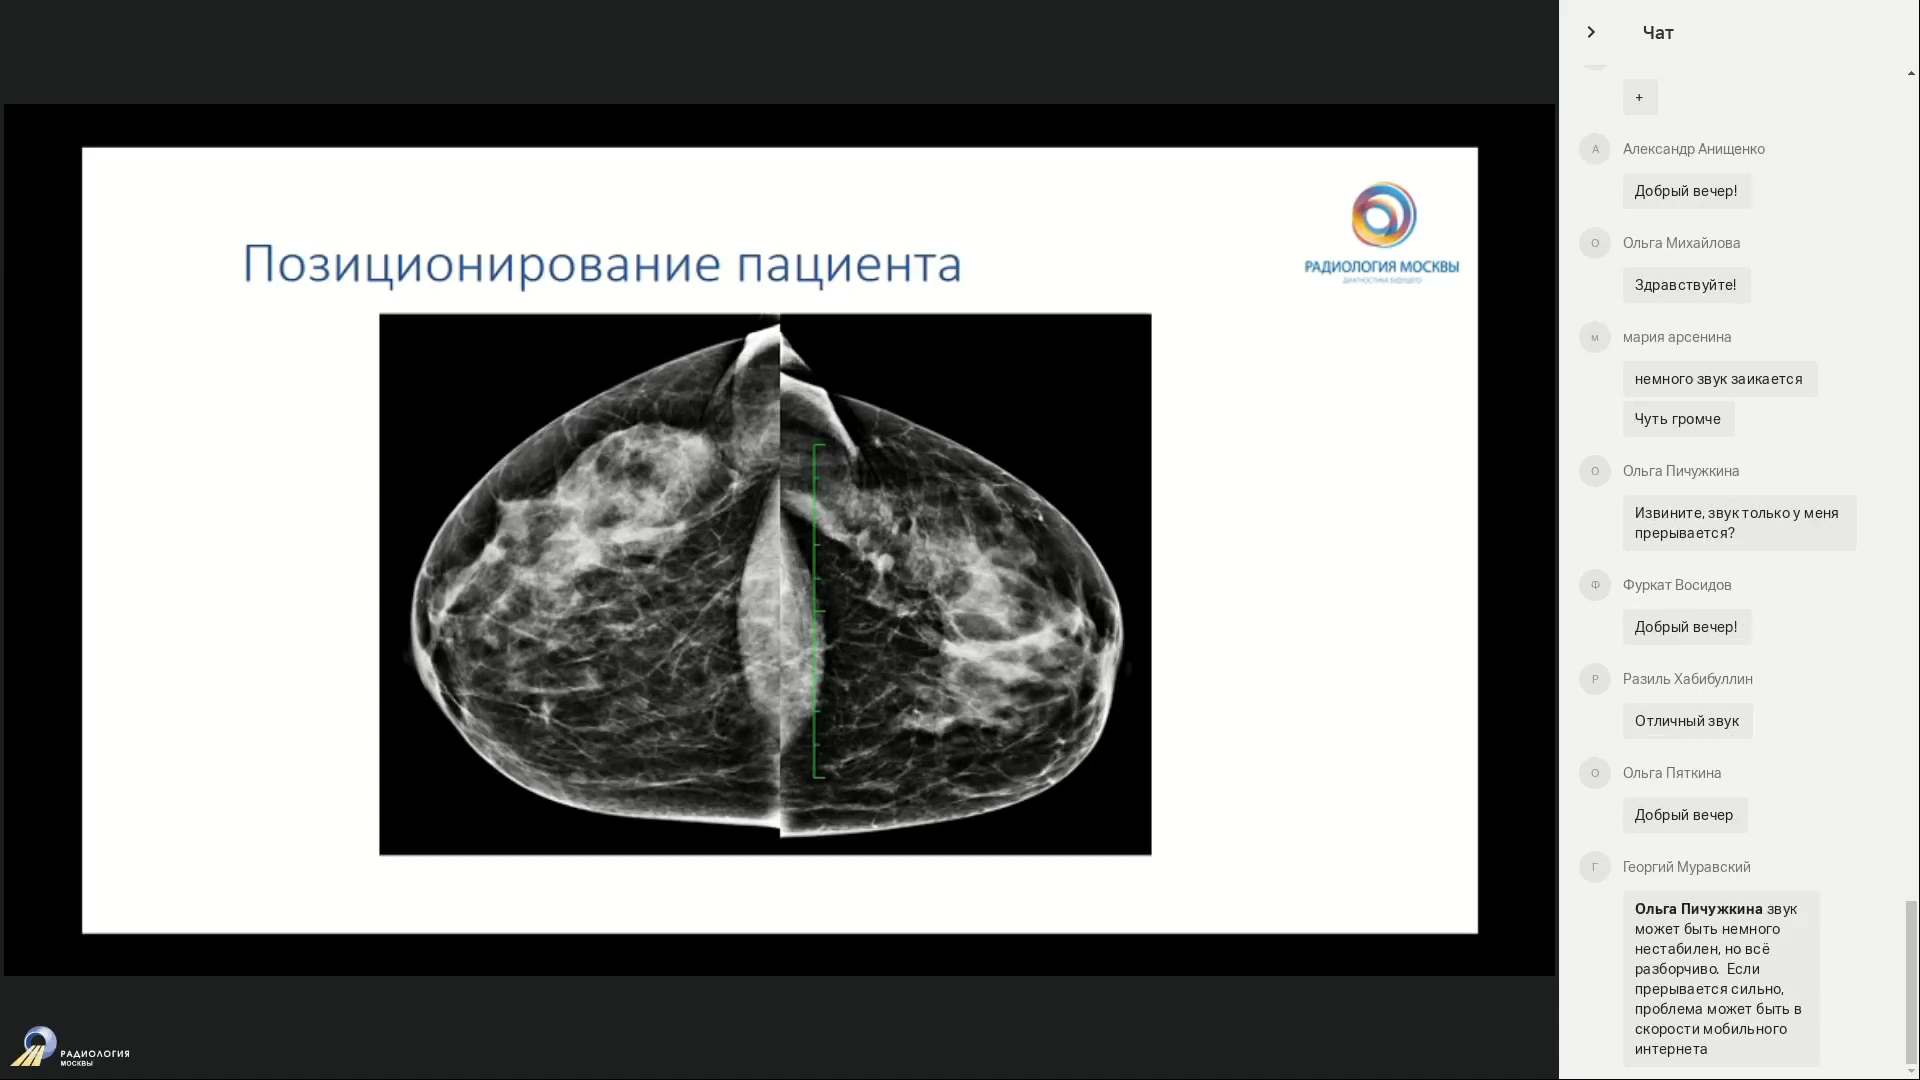 Позиционирование пациента
РАДИОЛОГИЯ МОСКВЫ
ДИАГНОСТИКА БУДУЩЕГО
РАДИОЛОГИЯ
МОСКВЫ
Чат
+
А
Александр Анищенко
Добрый вечер!
О
Ольга Михайлова
Здравствуйте!
м
мария арсенина
немного звук заикается
Чуть громче
О
Ольга Пичужкина
Извините, звук только у меня
прерывается?
Ф
Фуркат Восидов
Добрый вечер!
Р
Разиль Хабибуллин
Отличный звук
О
Ольга Пяткина
Добрый вечер
Г
Георгий Муравский
Ольга Пичужкина звук
может быть немного
нестабилен, но всё
разборчиво. Если
прерывается сильно,
проблема может быть в
скорости мобильного
интернета